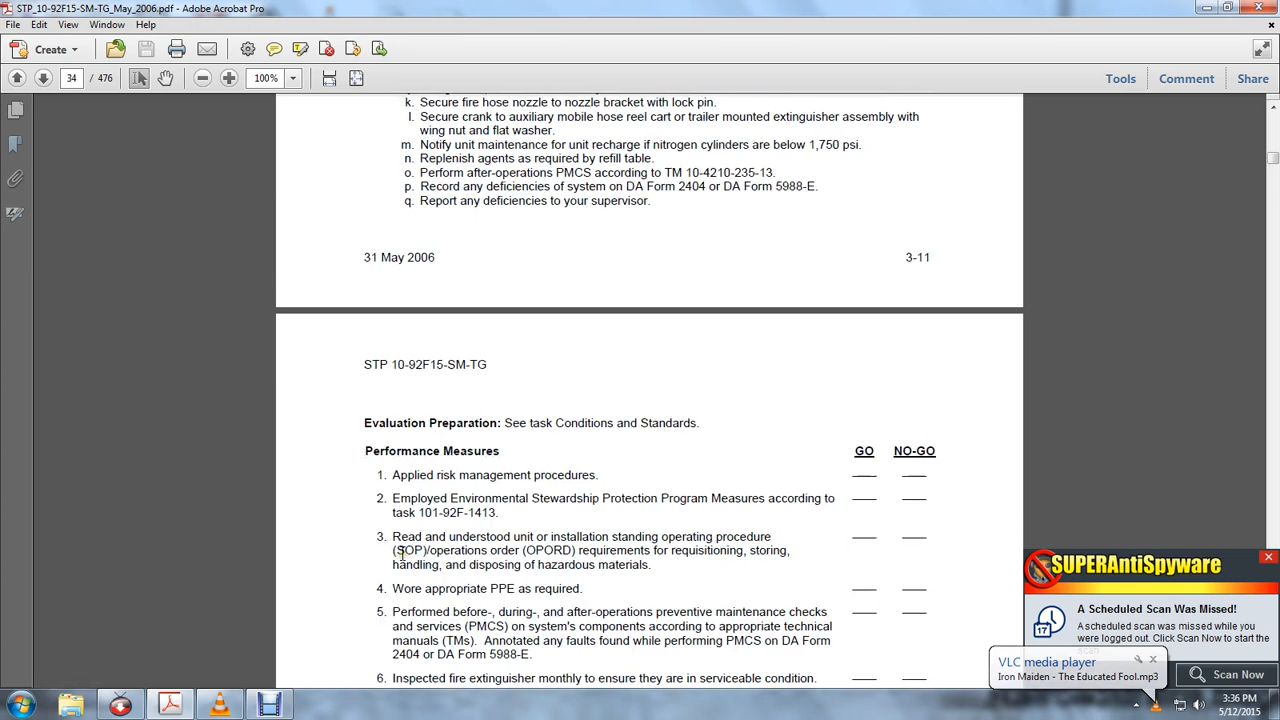 STP_10-92F15-SM-TG_May_2006.pdf - Adobe Acrobat Pro
File Edit View Window Help
Create
34 / 476
100%
Tools Comment Share
k. Secure fire hose nozzle to nozzle bracket with lock pin.
l. Secure crank to auxiliary mobile hose reel cart or trailer mounted extinguisher assembly with
wing nut and flat washer.
m. Notify unit maintenance for unit recharge if nitrogen cylinders are below 1,750 psi.
n. Replenish agents as required by refill table.
o. Perform after-operations PMCS according to TM 10-4210-235-13.
p. Record any deficiencies of system on DA Form 2404 or DA Form 5988-E.
q. Report any deficiencies to your supervisor.
31 May 2006 3-11
STP 10-92F15-SM-TG
Evaluation Preparation: See task Conditions and Standards.
Performance Measures GO NO-GO
1. Applied risk management procedures.
2. Employed Environmental Stewardship Protection Program Measures according to
task 101-92F-1413.
3. Read and understood unit or installation standing operating procedure
(SOP)/operations order (OPORD) requirements for requisitioning, storing,
handling, and disposing of hazardous materials.
4. Wore appropriate PPE as required.
5. Performed before-, during-, and after-operations preventive maintenance checks
and services (PMCS) on system's components according to appropriate technical
manuals (TMs). Annotated any faults found while performing PMCS on DA Form
2404 or DA Form 5988-E.
6. Inspected fire extinguisher monthly to ensure they are in serviceable condition.
SUPERAntiSpyware
17
A Scheduled Scan Was Missed!
A scheduled scan was missed while you
were logged out. Click Scan Now to start the
Scan Now
VLC media player
Iron Maiden - The Educated Fool.mp3
3:36 PM
5/12/2015